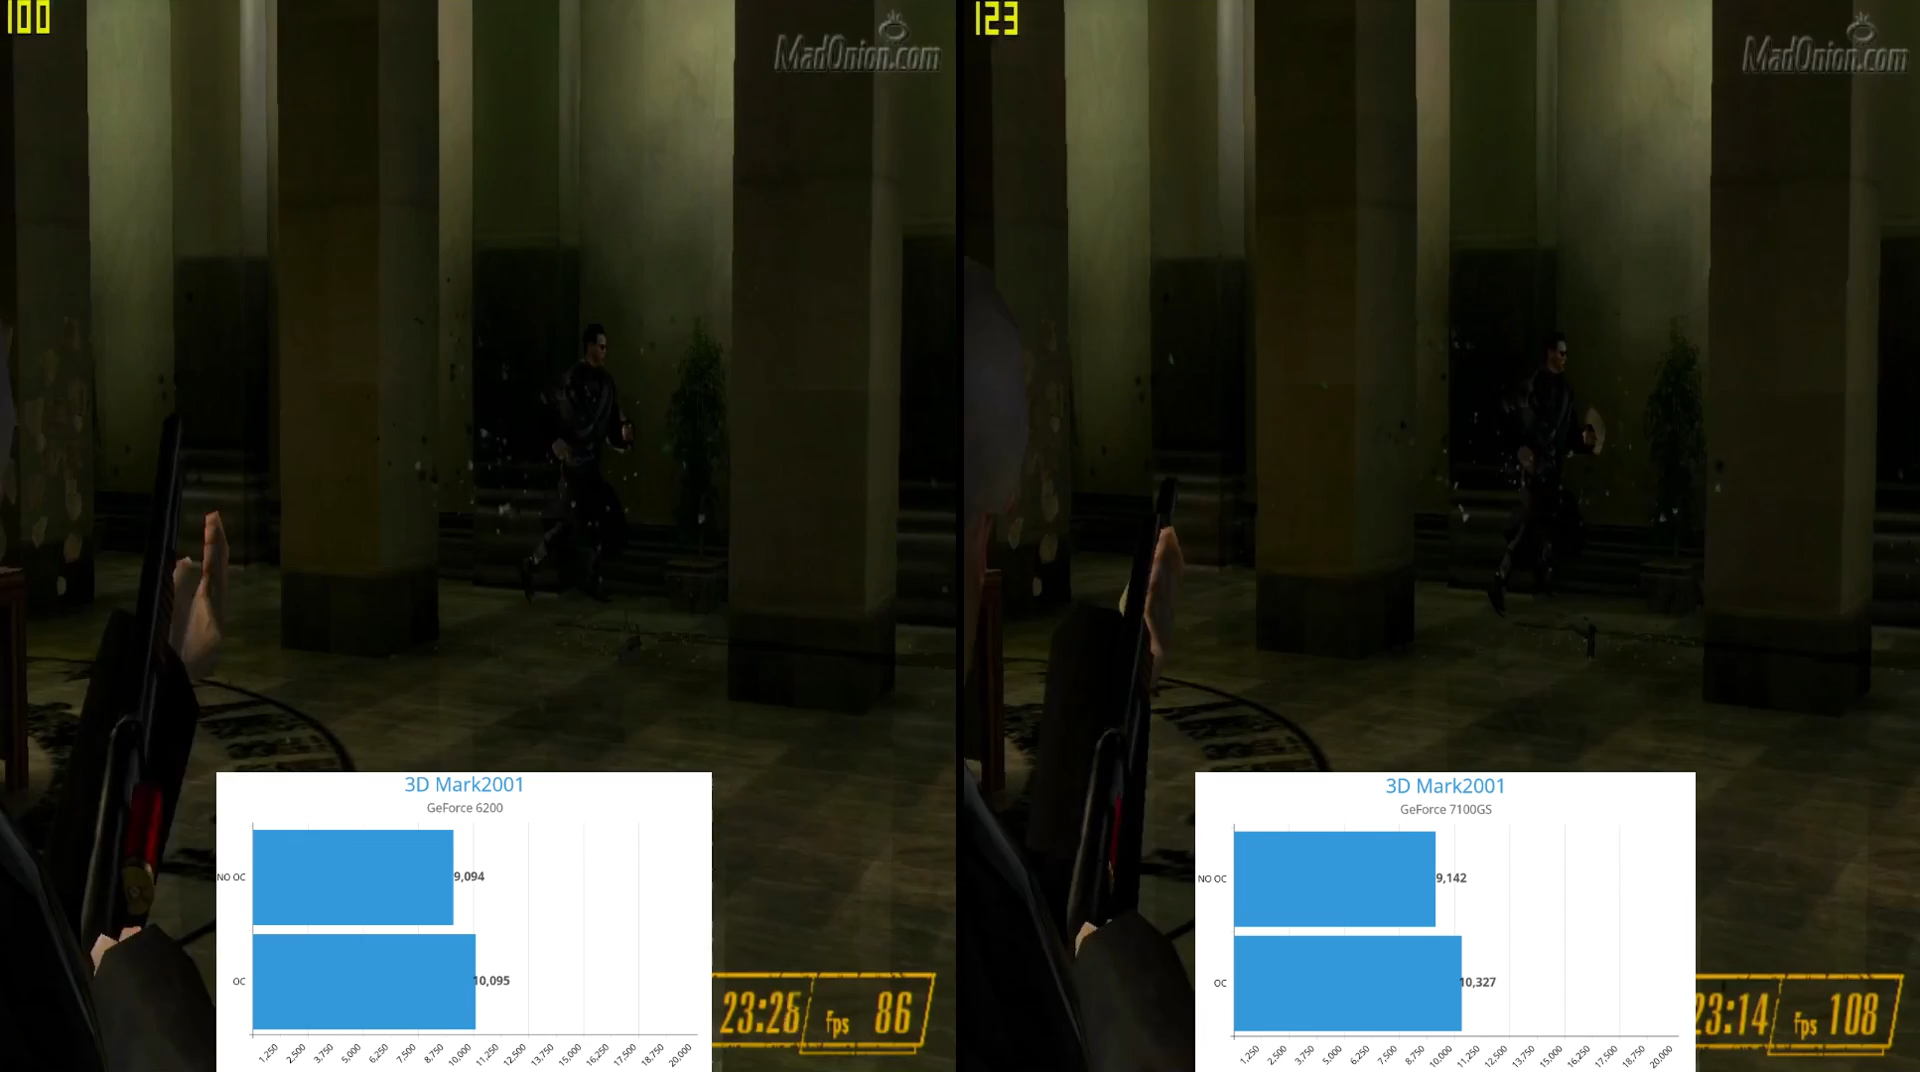 100
MadOnion.com
123
MadOnion.com
3D Mark2001
GeForce 6200
NO OC
9,094
OC
10,095
1,250 2,500 3,750 5,000 6,250 7,500 8,750 10,000 11,250 12,500 13,750 15,000 16,250 17,500 18,750 20,000
23:28 fps 86
3D Mark2001
GeForce 7100GS
NO OC
9,142
OC
10,327
1,250 2,500 3,750 5,000 6,250 7,500 8,750 10,000 11,250 12,500 13,750 15,000 16,250 17,500 18,750 20,000
23:14 fps 108